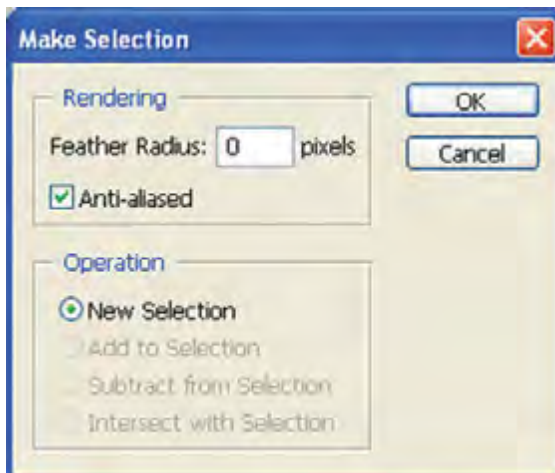 Make Selection
Rendering
OK
Feather Radius: 0 pixels
Cancel
Anti-aliased
Operation
New Selection
Add to Selection
Subtract from Selection
Intersect with Selection